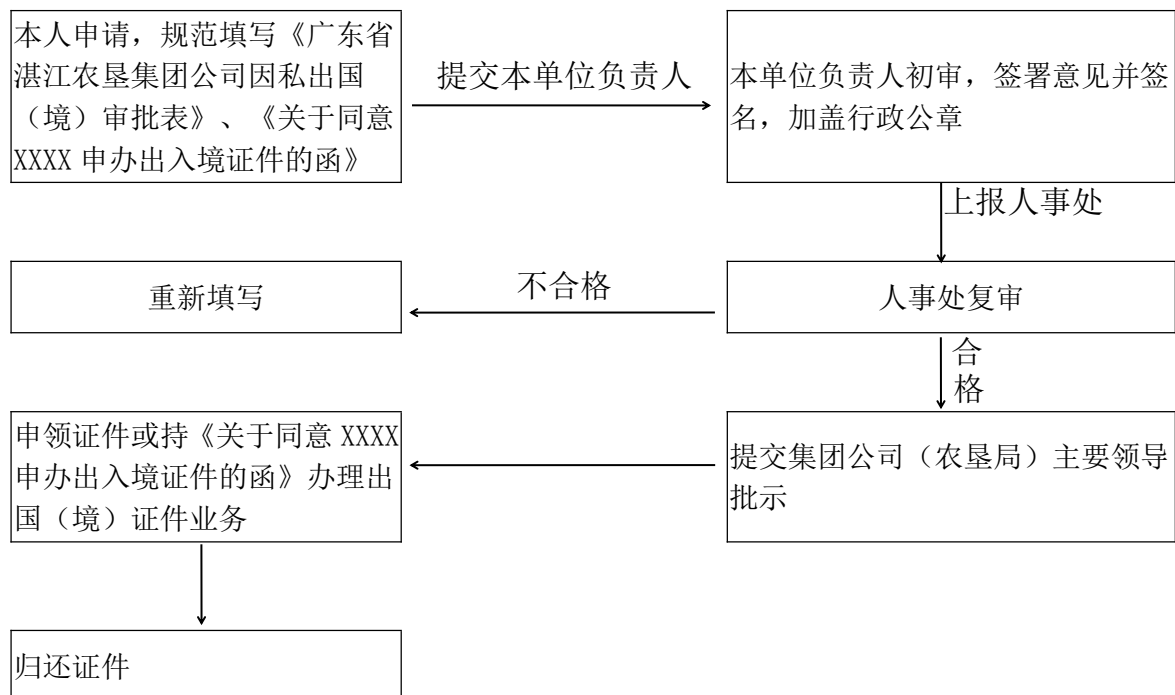 本人申请，规范填写《广东省
湛江农垦集团公司因私出国
（境）审批表》、《关于同意
XXXX 申办出入境证件的函》
提交本单位负责人
本单位负责人初审，签署意见并签
名，加盖行政公章
上报人事处
重新填写
不合格
人事处复审
合
格
申领证件或持《关于同意 XXXX
申办出入境证件的函》办理出
国（境）证件业务
提交集团公司（农垦局）主要领导
批示
归还证件